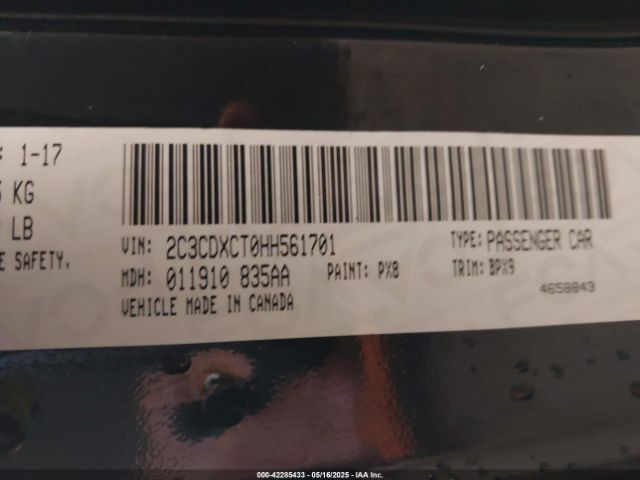 : 1-17
KG
LB
E SAFETY.
VIN: 2C3CDXCT0HH561701
TYPE: PASSENGER CAR
MDH: 011910 835AA
PAINT: PX8
TRIM: BPX9
4658843
VEHICLE MADE IN CANADA
000-42285433 - 05/16/2025 - IAA Inc.